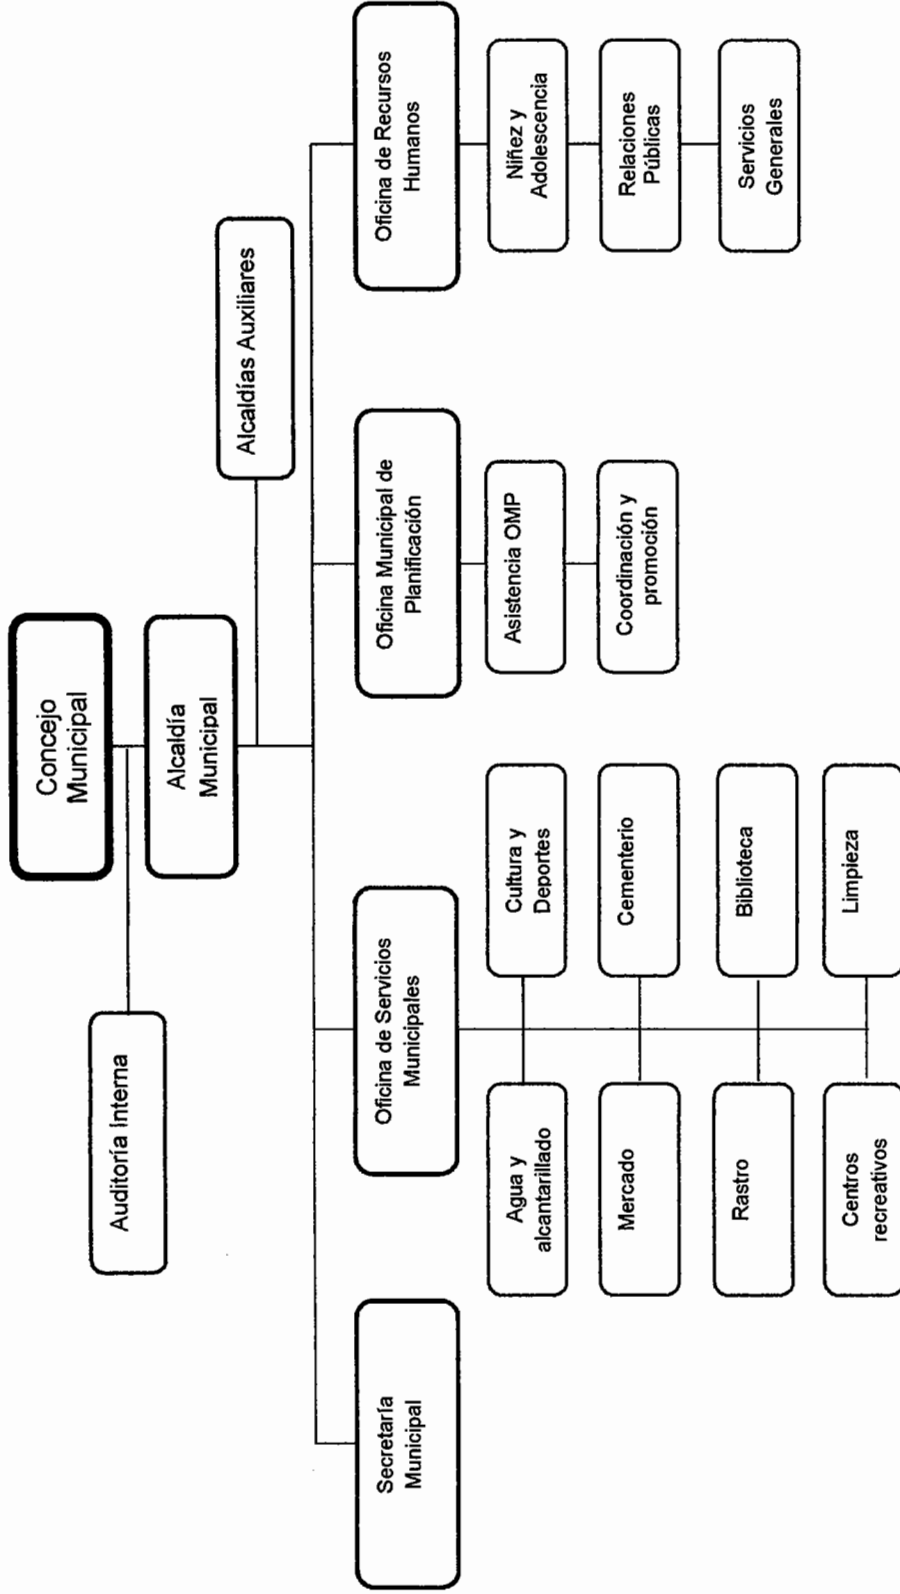 Concejo
Municipal
Auditoría Interna
Alcaldía
Municipal
Alcaldías Auxiliares
Secretaría
Municipal
Oficina de Servicios
Municipales
Oficina Municipal de
Planificación
Oficina de Recursos
Humanos
Agua y
alcantarillado
Cultura y
Deportes
Asistencia OMP
Niñez y
Adolescencia
Mercado
Cementerio
Coordinación y
promoción
Relaciones
Públicas
Rastro
Biblioteca
Servicios
Generales
Centros
recreativos
Limpieza